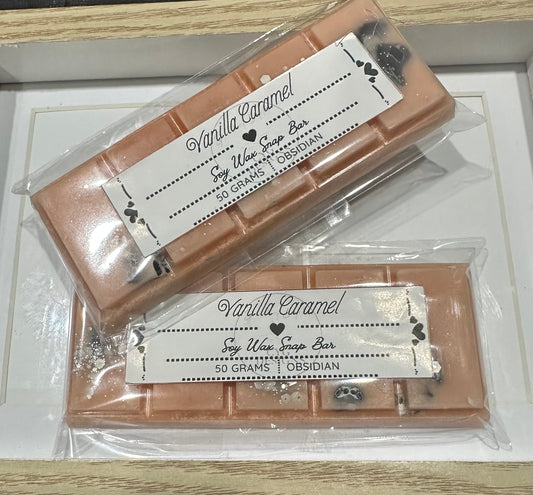 Vanilla Caramel
Soy Wax Snap Bar
50 GRAMS OBSIDIAN
Vanilla Caramel
Soy Wax Snap Bar
50 GRAMS OBSIDIAN